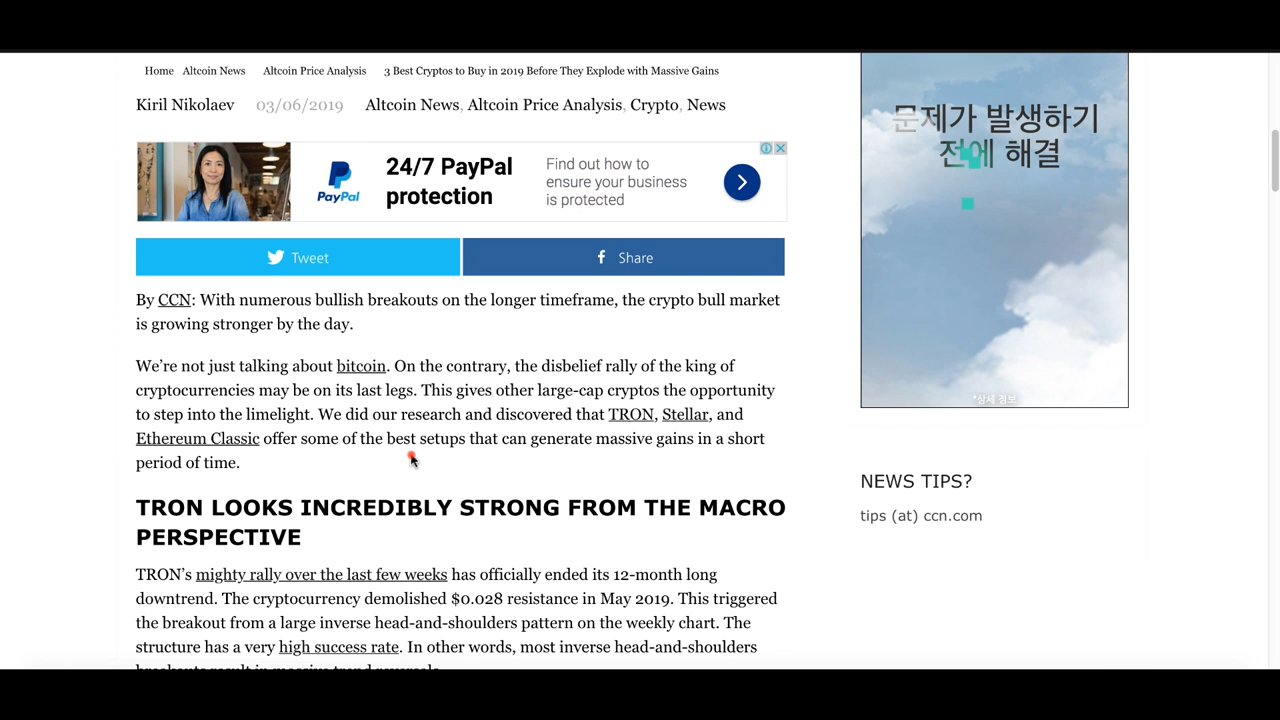 Home Altcoin News Altcoin Price Analysis 3 Best Cryptos to Buy in 2019 Before They Explode with Massive Gains
Kiril Nikolaev 03/06/2019 Altcoin News, Altcoin Price Analysis, Crypto, News
PayPal
24/7 PayPal
protection
Find out how to
ensure your business
is protected
Tweet
Share
By CCN: With numerous bullish breakouts on the longer timeframe, the crypto bull market
is growing stronger by the day.
We’re not just talking about bitcoin. On the contrary, the disbelief rally of the king of
cryptocurrencies may be on its last legs. This gives other large-cap cryptos the opportunity
to step into the limelight. We did our research and discovered that TRON, Stellar, and
Ethereum Classic offer some of the best setups that can generate massive gains in a short
period of time.
TRON LOOKS INCREDIBLY STRONG FROM THE MACRO
PERSPECTIVE
TRON’s mighty rally over the last few weeks has officially ended its 12-month long
downtrend. The cryptocurrency demolished $0.028 resistance in May 2019. This triggered
the breakout from a large inverse head-and-shoulders pattern on the weekly chart. The
structure has a very high success rate. In other words, most inverse head-and-shoulders
breakouts result in massive trend reversals.
문제가 발생하기
전에 해결
*상세 정보
NEWS TIPS?
tips (at) ccn.com